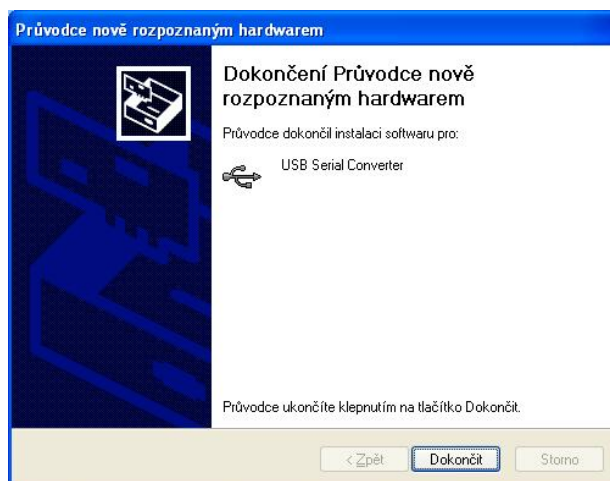 Průvodce nově rozpoznaným hardwarem
Dokončení Průvodce nově
rozpoznaným hardwarem
Průvodce dokončil instalaci softwaru pro:
USB Serial Converter
Průvodce ukončíte klepnutím na tlačítko Dokončit.
< Zpět Dokončit Storno